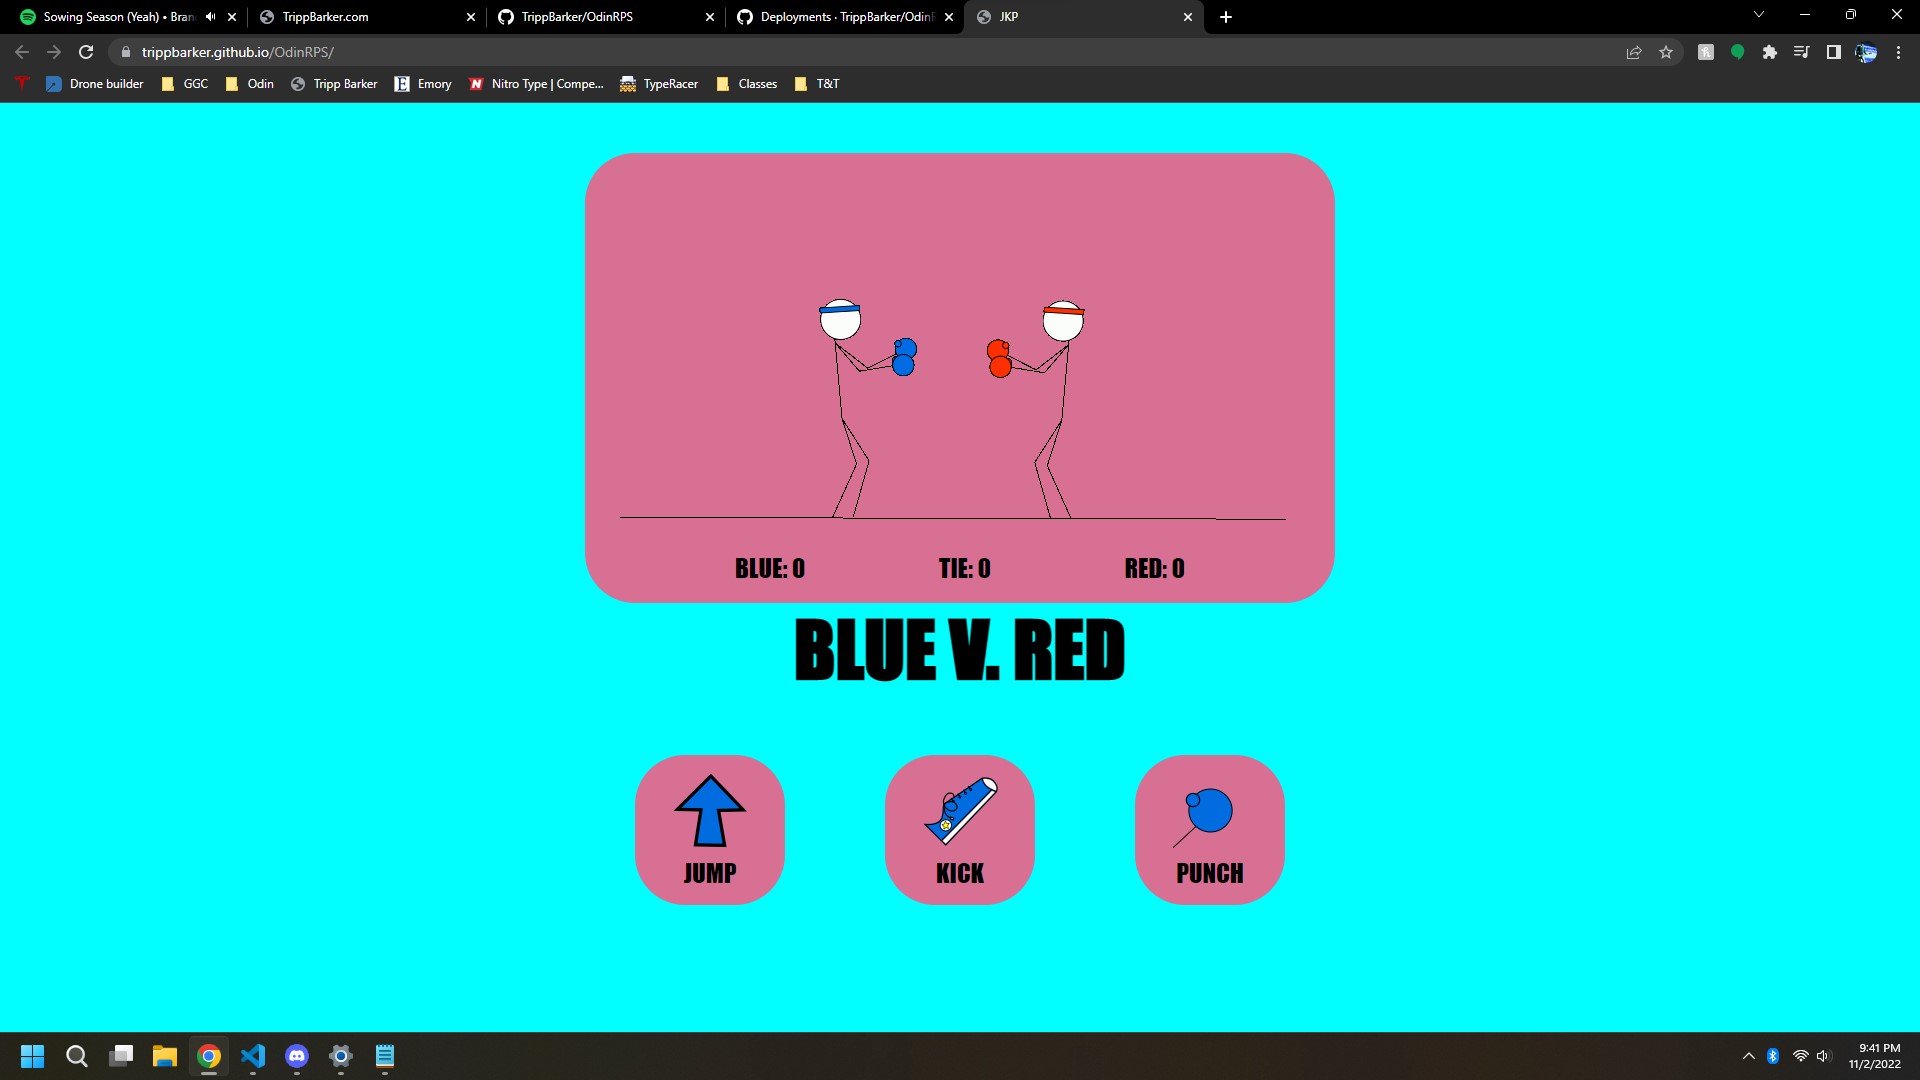 Sowing Season (Yeah) • Bran
TrippBarker.com
TrippBarker/OdinRPS
Deployments · TrippBarker/Odin
JKP
trippbarker.github.io/OdinRPS/
Drone builder
GGC
Odin
Tripp Barker
E
Emory
N
Nitro Type | Compe...
TypeRacer
Classes
T&T
BLUE: 0
TIE: 0
RED: 0
BLUE V. RED
JUMP
KICK
PUNCH
9:41 PM
11/2/2022